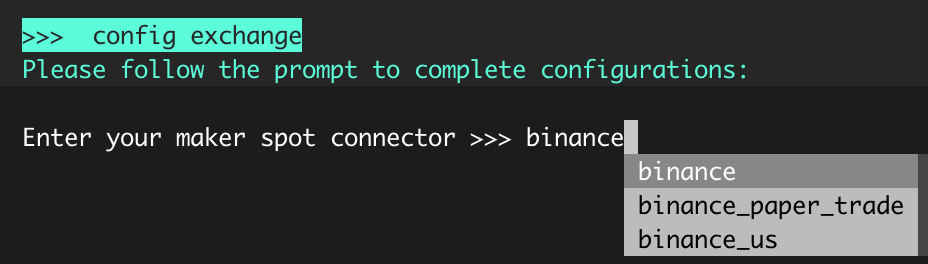 >>>  config exchange
Please follow the prompt to complete configurations:
Enter your maker spot connector >>> binance
binance
binance_paper_trade
binance_us